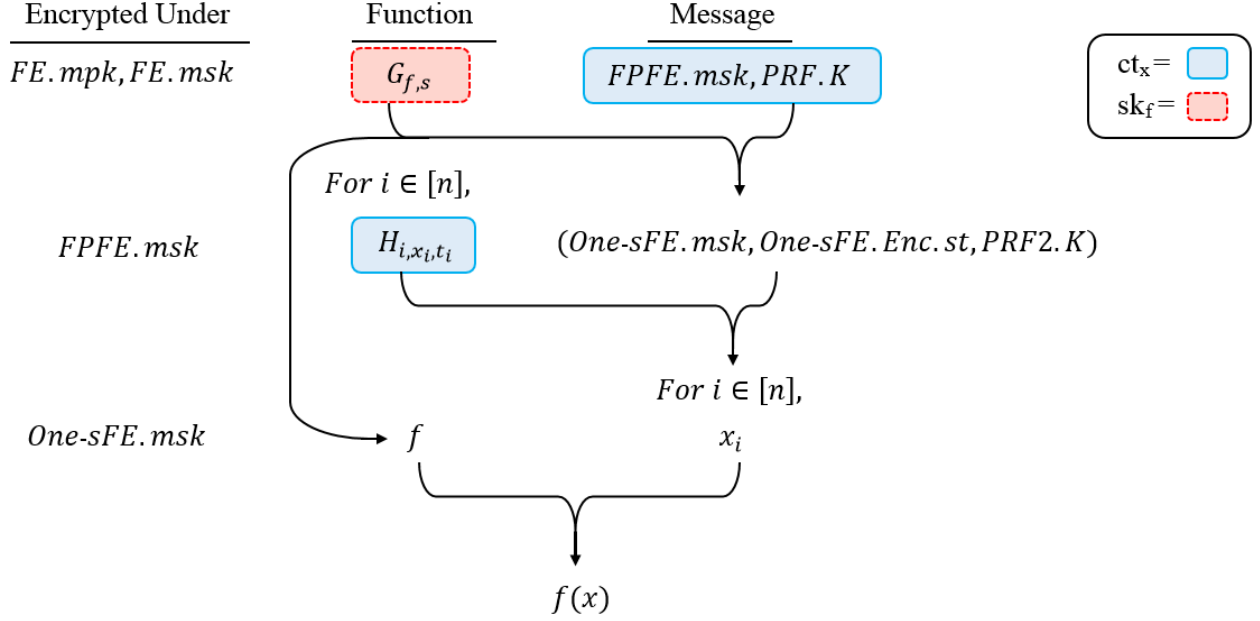 Encrypted Under Function Message
FE.mpk, FE.msk G_{f,s} FPFE.msk, PRF.K
ct_x=
sk_f=
For i ∈ [n],
FPFE.msk H_{i,x_i,t_i} (One-sFE.msk, One-sFE.Enc.st, PRF2.K)
For i ∈ [n],
One-sFE.msk f x_i
f(x)